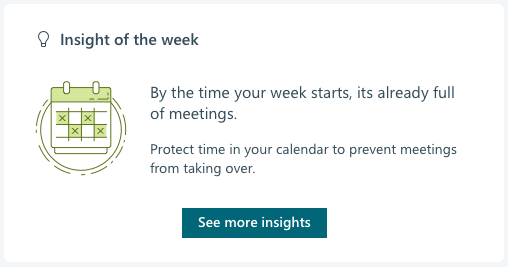 Insight of the week
By the time your week starts, its already full
of meetings.
Protect time in your calendar to prevent meetings
from taking over.
See more insights